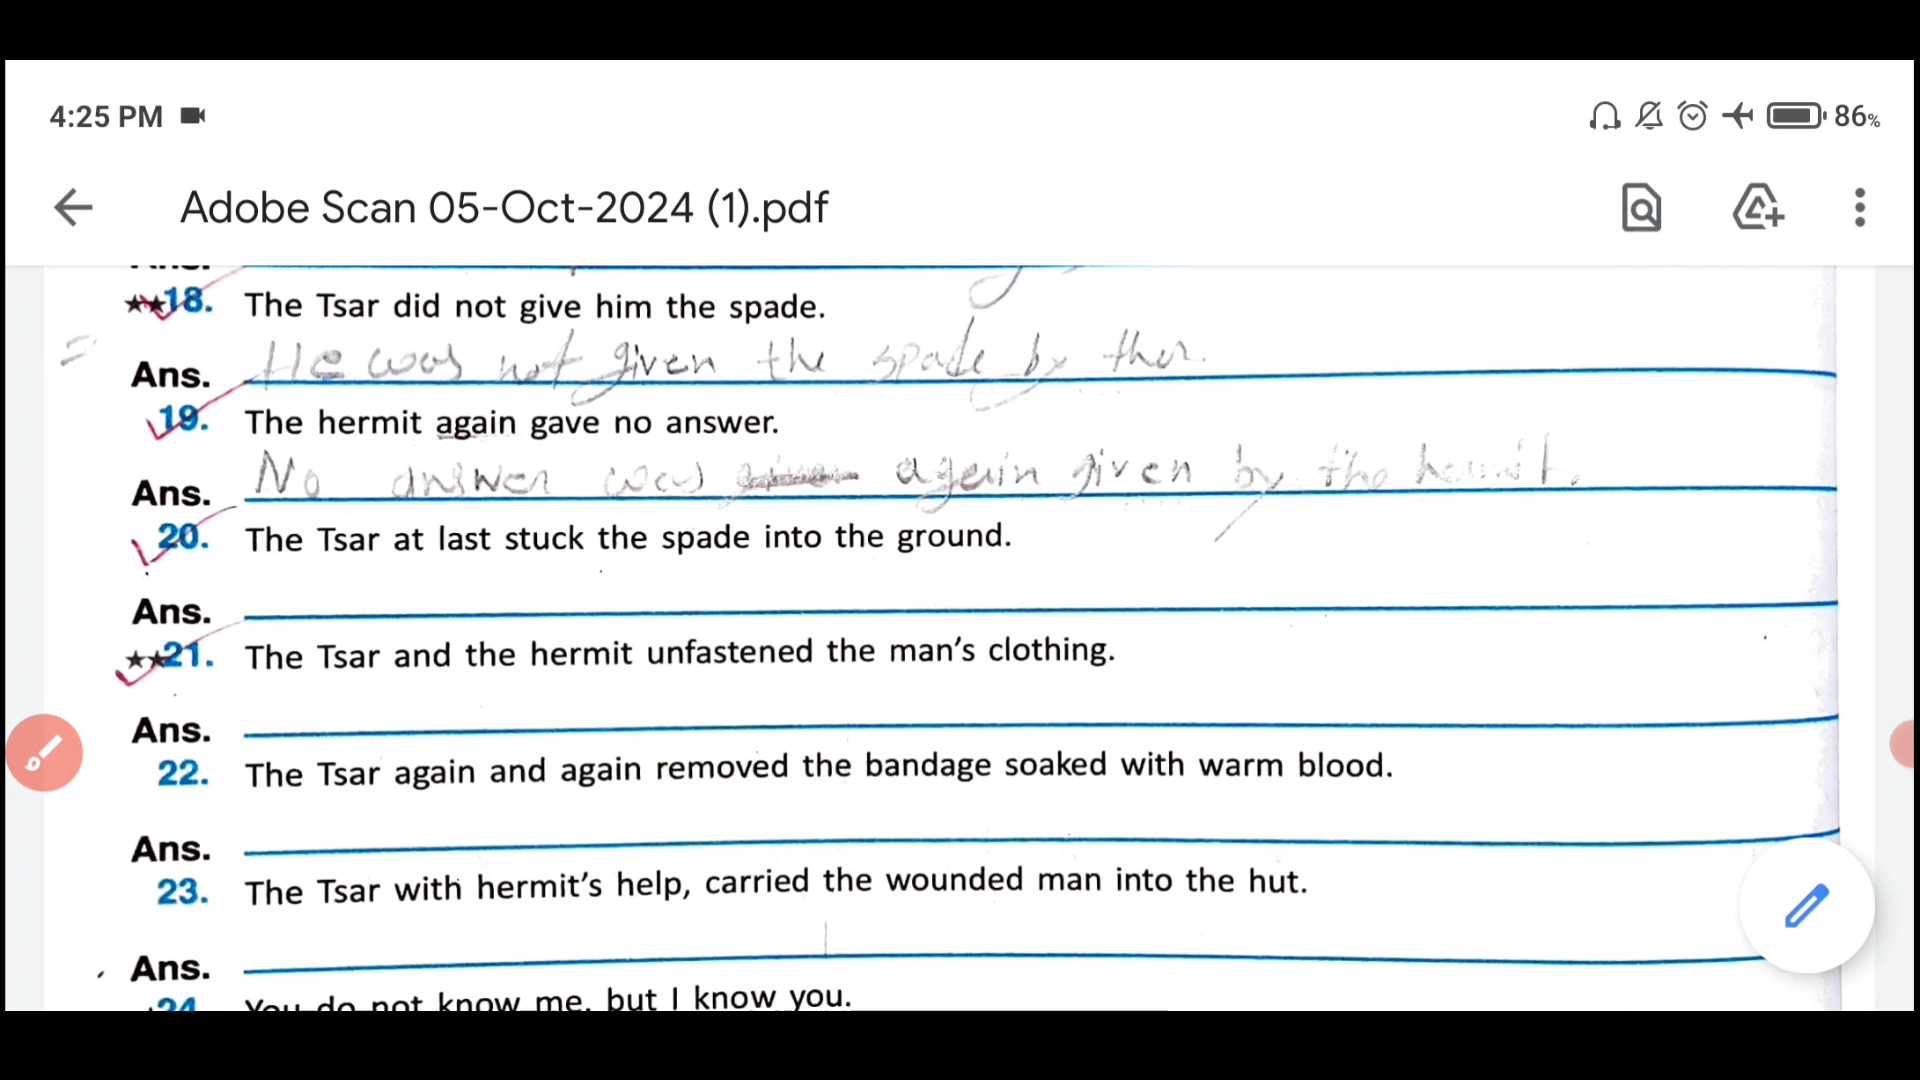 4:25 PM
86%
Adobe Scan 05-Oct-2024 (1).pdf
Ans.
★★18. The Tsar did not give him the spade.
Ans. He was not given the spade by
19. The hermit again gave no answer.
Ans. No answer was again given by the hermit.
20. The Tsar at last stuck the spade into the ground.
Ans.
★★21. The Tsar and the hermit unfastened the man's clothing.
Ans.
22. The Tsar again and again removed the bandage soaked with warm blood.
Ans.
23. The Tsar with hermit's help, carried the wounded man into the hut.
Ans.
24 You do not know me, but I know you.